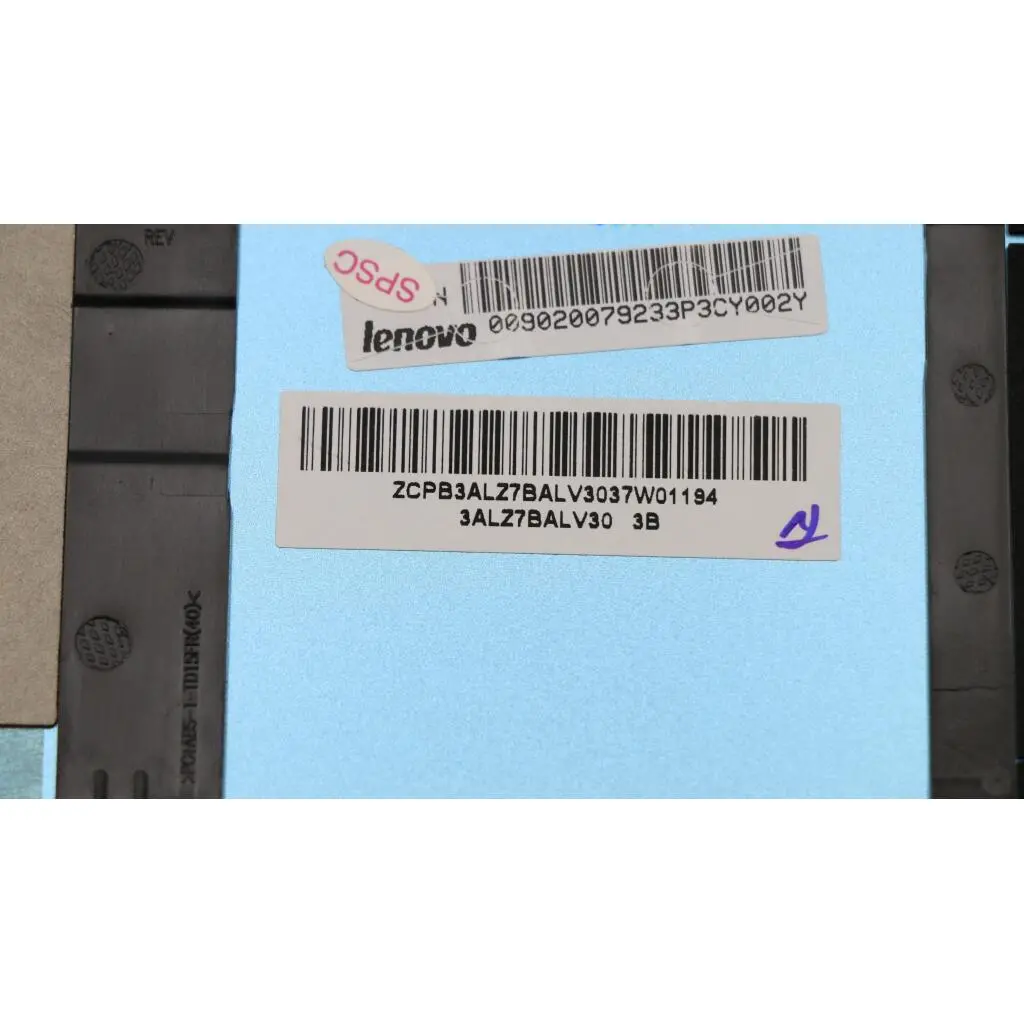 REV
SPSC
lenovo
009020079233P3CY002Y
ZCPB3ALZ7BALV3037W01194
3ALZ7BALV30 3B